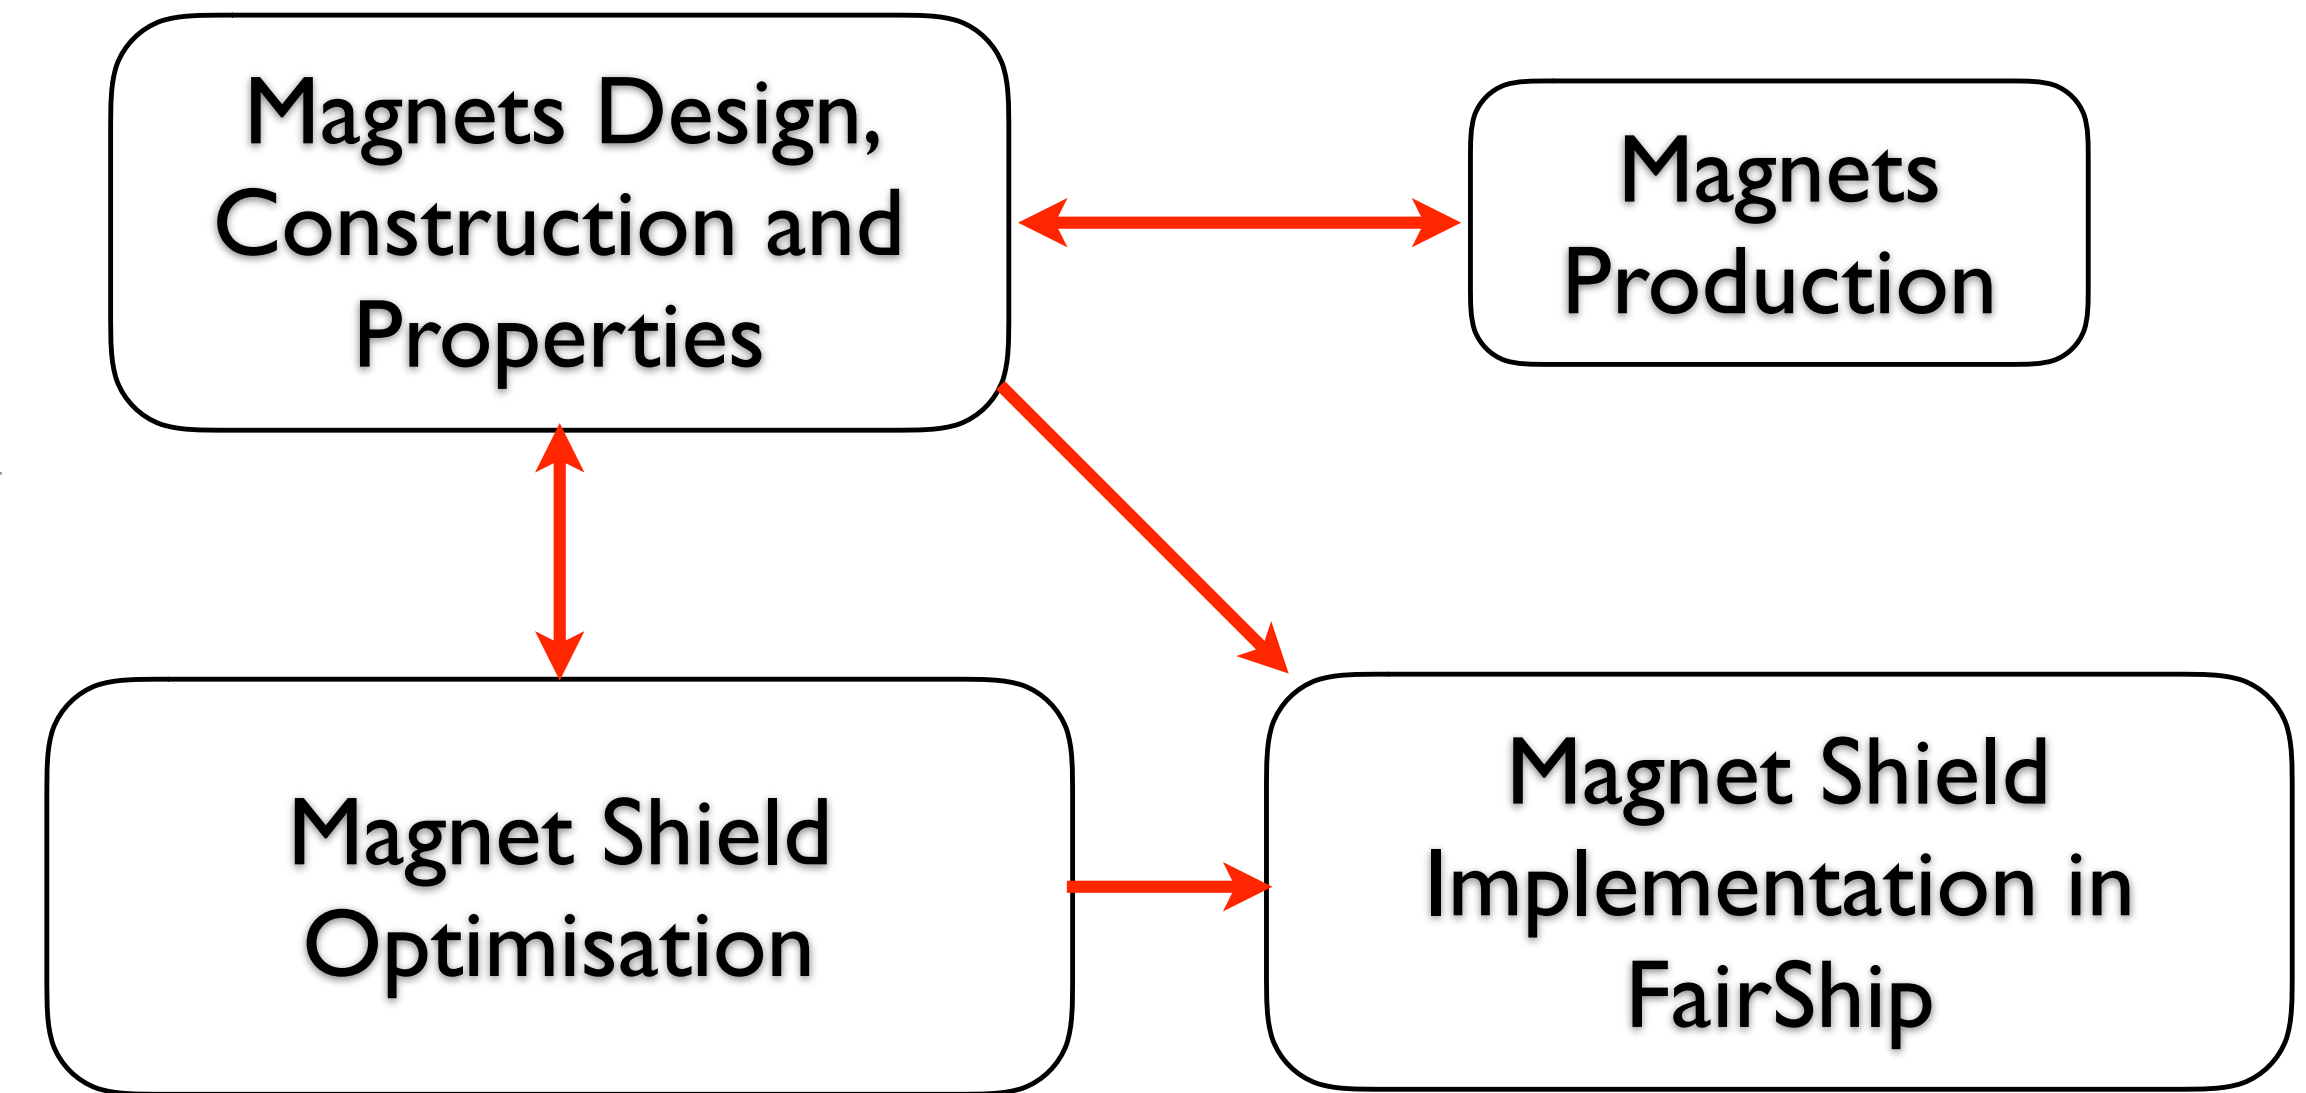 Magnets Design,
Construction and
Properties
Magnets
Production
Magnet Shield
Optimisation
Magnet Shield
Implementation in
FairShip